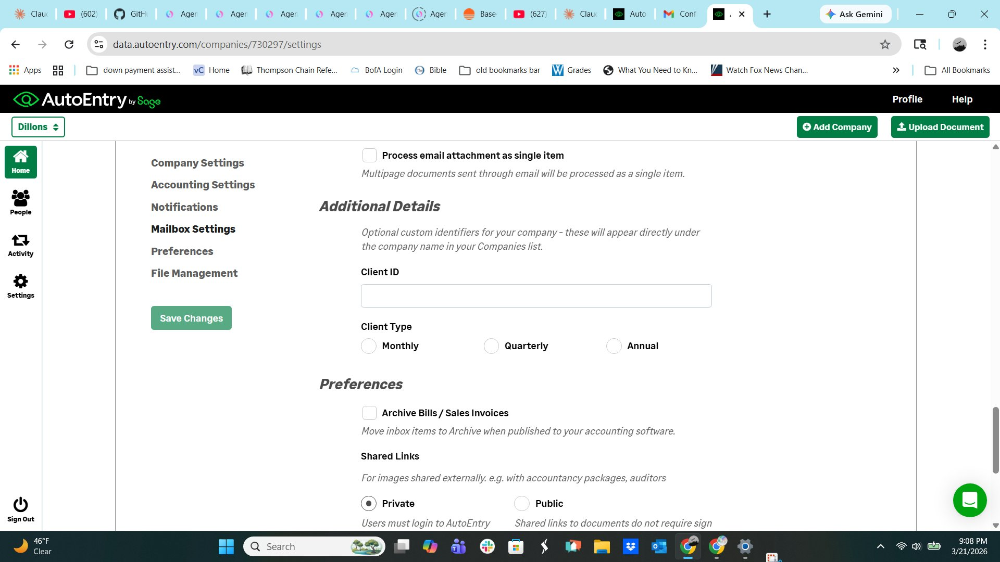 Clau
(602)
GitHu
Agen
Agen
Agen
Agen
Agen
Agen
Base
(627)
Clau
Auto
Confi
Ask Gemini
data.autoentry.com/companies/730297/settings
Apps
down payment assist...
vC Home
Thompson Chain Refe...
BofA Login
Bible
old bookmarks bar
W Grades
What You Need to Kn...
Watch Fox News Chan...
All Bookmarks
AutoEntry by Sage
Profile
Help
Dillons
Add Company
Upload Document
Home
People
Activity
Settings
Sign Out
Company Settings
Accounting Settings
Notifications
Mailbox Settings
Preferences
File Management
Save Changes
Process email attachment as single item
Multipage documents sent through email will be processed as a single item.
Additional Details
Optional custom identifiers for your company - these will appear directly under
the company name in your Companies list.
Client ID
Client Type
Monthly
Quarterly
Annual
Preferences
Archive Bills / Sales Invoices
Move inbox items to Archive when published to your accounting software.
Shared Links
For images shared externally. e.g. with accountancy packages, auditors
Private
Public
Users must login to AutoEntry
Shared links to documents do not require sign
46°F
Clear
Search
9:08 PM
3/21/2026